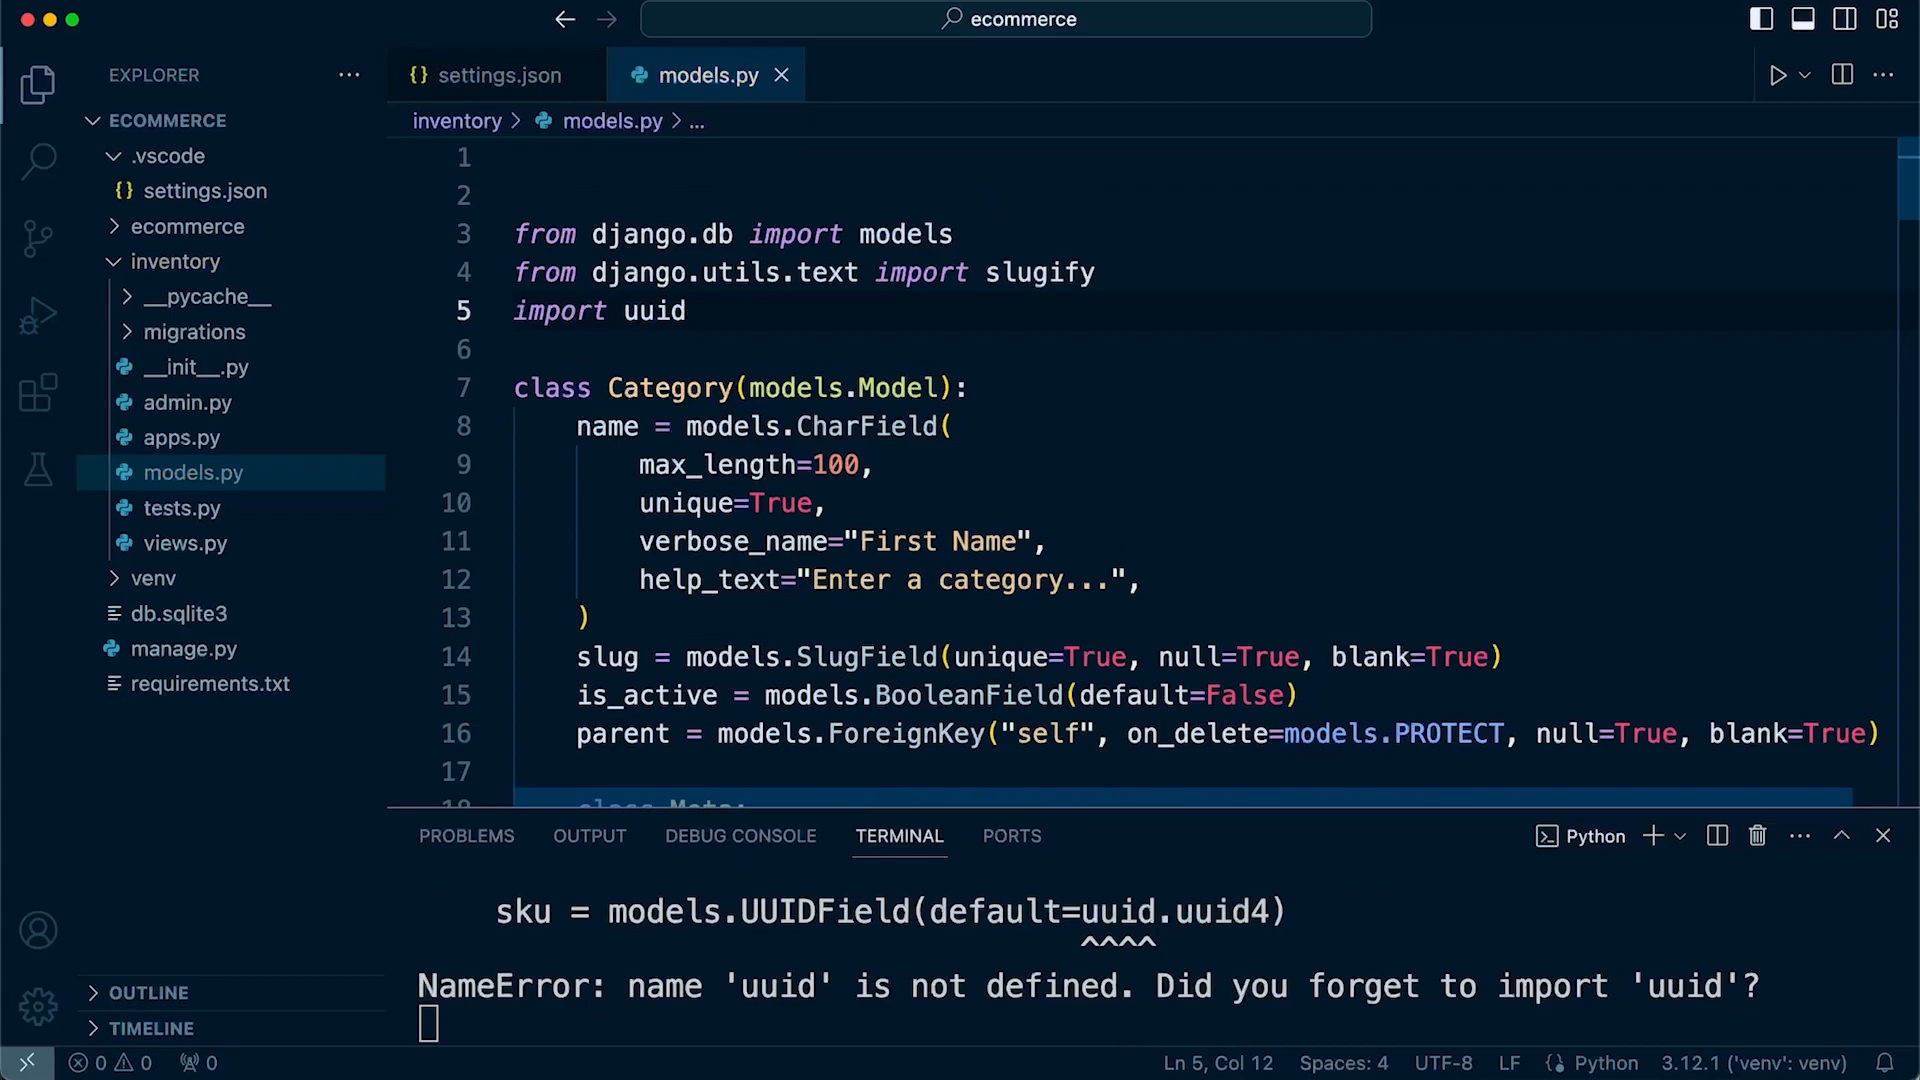 ecommerce
EXPLORER
ECOMMERCE
.vscode
settings.json
ecommerce
inventory
__pycache__
migrations
__init__.py
admin.py
apps.py
models.py
tests.py
views.py
venv
db.sqlite3
manage.py
requirements.txt
OUTLINE
TIMELINE
{} settings.json
models.py
inventory > models.py > ...
1
2
3 from django.db import models
4 from django.utils.text import slugify
5 import uuid
6
7 class Category(models.Model):
8 name = models.CharField(
9 max_length=100,
10 unique=True,
11 verbose_name="First Name",
12 help_text="Enter a category...",
13 )
14 slug = models.SlugField(unique=True, null=True, blank=True)
15 is_active = models.BooleanField(default=False)
16 parent = models.ForeignKey("self", on_delete=models.PROTECT, null=True, blank=True)
17
18 class Meta:
PROBLEMS OUTPUT DEBUG CONSOLE TERMINAL PORTS
Python
sku = models.UUIDField(default=uuid.uuid4)
^^^^
NameError: name 'uuid' is not defined. Did you forget to import 'uuid'?
0 0 0
Ln 5, Col 12 Spaces: 4 UTF-8 LF Python 3.12.1 ('venv': venv)